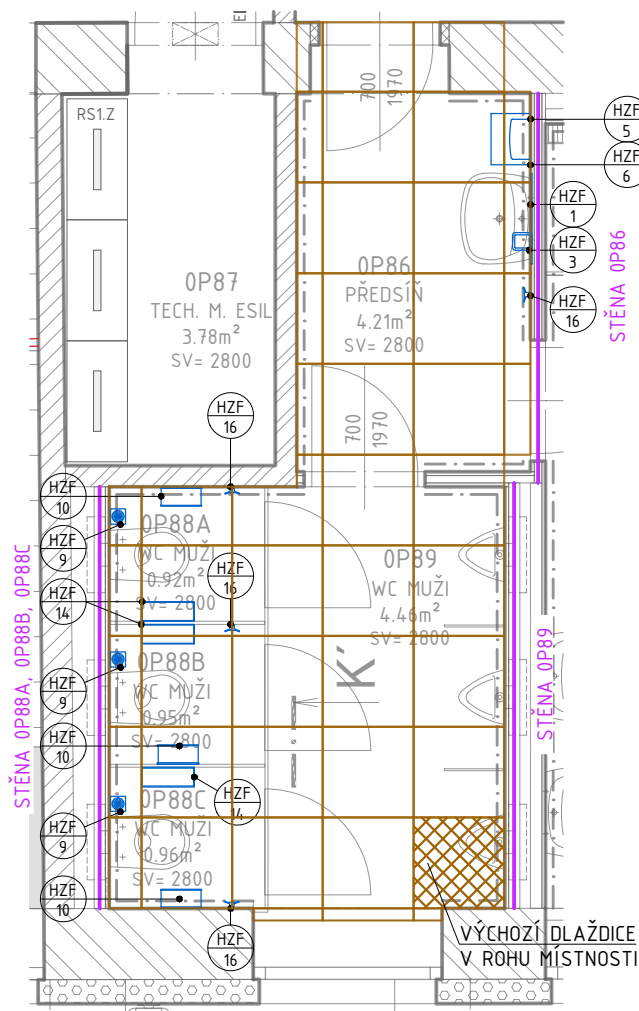 EI
RS1.Z
700
1970
HZF
5
HZF
6
HZF
1
HZF
3
HZF
16
STĚNA 0P86
0P87
TECH. M. ESIL
3.78m²
SV= 2800
0P86
PŘEDSÍŇ
4.21m²
SV= 2800
700
1970
HZF
16
HZF
10
HZF
9
HZF
14
HZF
16
0P88A
WC MUŽI
0.92m²
SV= 2800
0P89
WC MUŽI
4.46m²
SV= 2800
0P88B
WC MUŽI
0.95m²
SV= 2800
HZF
9
HZF
10
HZF
14
K´
0P88C
WC MUŽI
0.96m²
SV= 2800
HZF
9
HZF
10
HZF
16
STĚNA 0P88A, 0P88B, 0P88C
STĚNA 0P89
VÝCHOZÍ DLAŽDICE
V ROHU MÍSTNOSTI